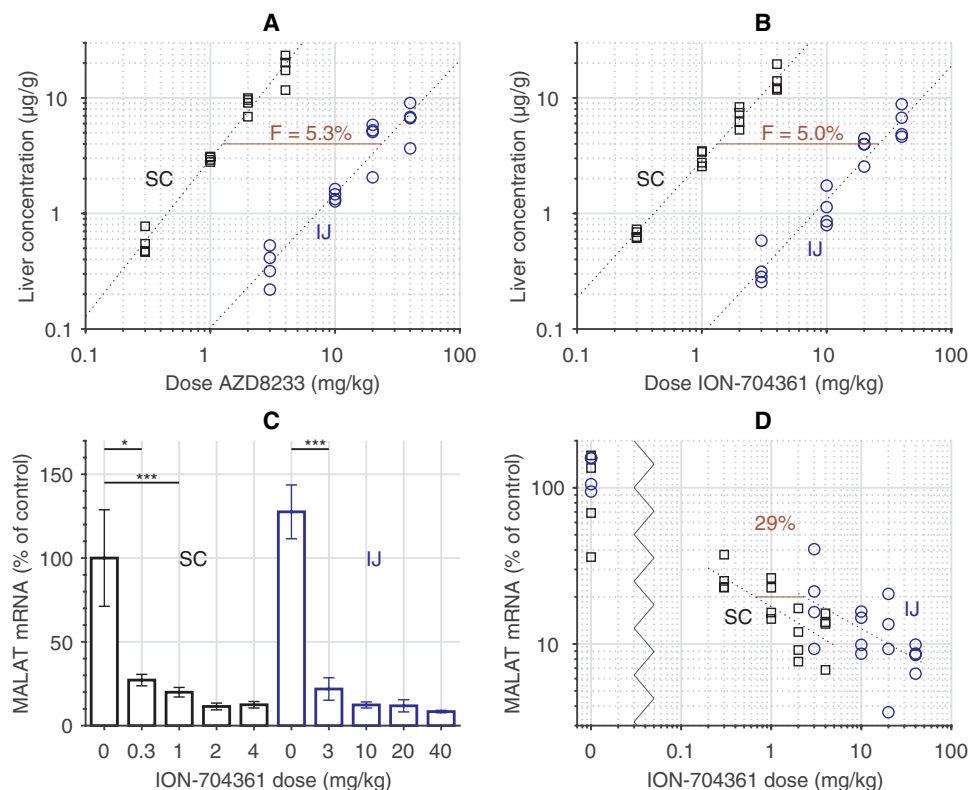 A
Liver concentration (µg/g)
10
1
0.1
F = 5.3%
SC
IJ
0.1 1 10 100
Dose AZD8233 (mg/kg)
B
Liver concentration (µg/g)
10
1
0.1
F = 5.0%
SC
IJ
0.1 1 10 100
Dose ION-704361 (mg/kg)
C
MALAT mRNA (% of control)
150
100
50
0
* ***
***
SC IJ
0 0.3 1 2 4 0 3 10 20 40
ION-704361 dose (mg/kg)
D
MALAT mRNA (% of control)
100
10
29%
SC
IJ
0 0.1 1 10 100
ION-704361 dose (mg/kg)